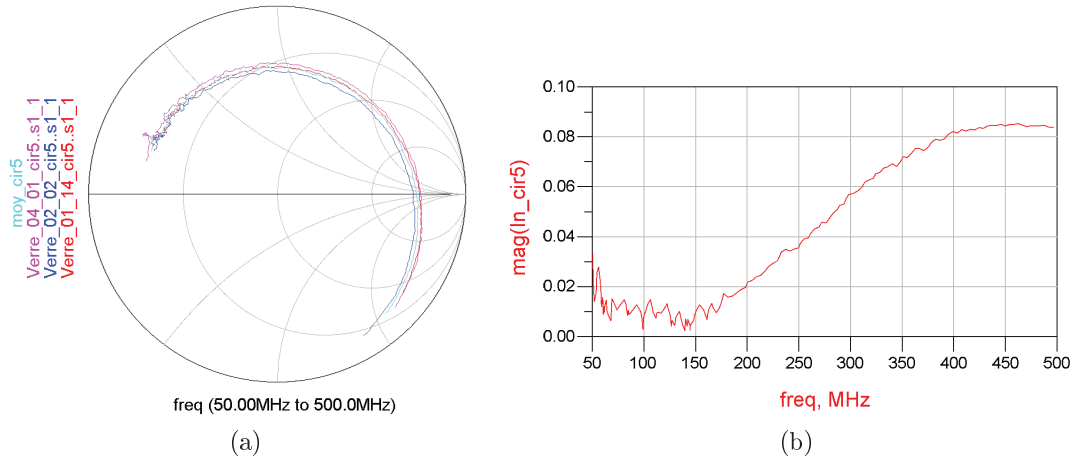 moy_cir5
Verre_04_01_cir5..s1_1
Verre_02_02_cir5..s1_1
Verre_01_14_cir5..s1_1
freq (50.00MHz to 500.0MHz)
(a)
mag(ln_cir5)
0.10
0.08
0.06
0.04
0.02
0.00
50 100 150 200 250 300 350 400 450 500
freq, MHz
(b)